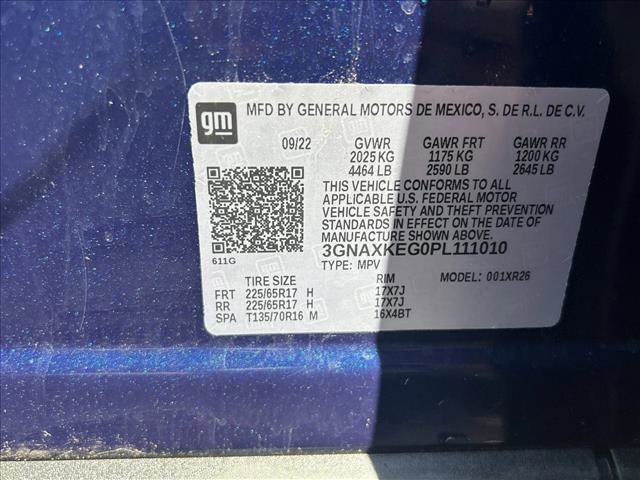 gm
MFD BY GENERAL MOTORS DE MEXICO, S. DE R.L. DE C.V.
09/22 GVWR GAWR FRT GAWR RR
2025 KG 1175 KG 1200 KG
4464 LB 2590 LB 2645 LB
THIS VEHICLE CONFORMS TO ALL
APPLICABLE U.S. FEDERAL MOTOR
VEHICLE SAFETY AND THEFT PREVENTION
STANDARDS IN EFFECT ON THE DATE OF
MANUFACTURE SHOWN ABOVE.
611G
3GNAXKEG0PL111010
TYPE: MPV
TIRE SIZE RIM MODEL: 001XR26
FRT 225/65R17 H 17X7J
RR 225/65R17 H 17X7J
SPA T135/70R16 M 16X4BT